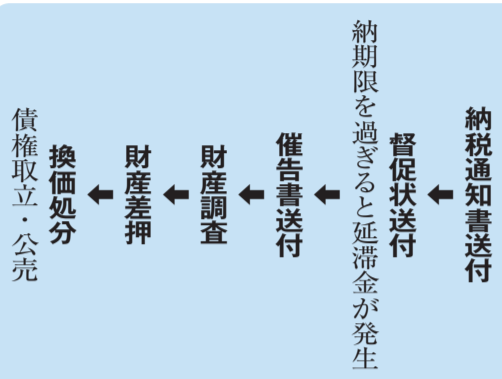 納税通知書送付
督促状送付
納期限を過ぎると延滞金が発生
催告書送付
財産調査
財産差押
換価処分
債権取立・公売